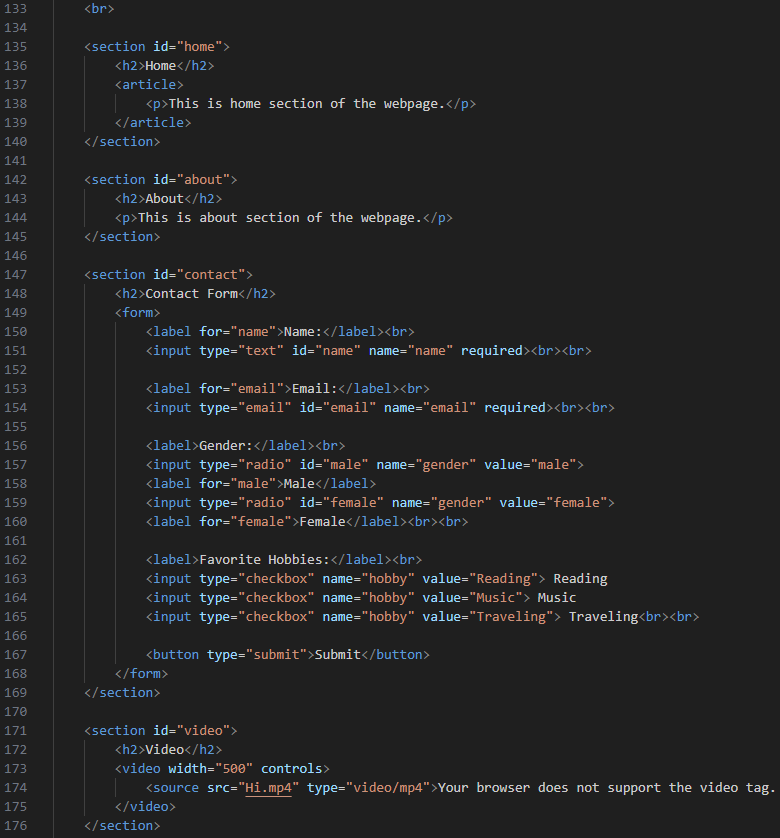 133 <br>
134
135 <section id="home">
136 <h2>Home</h2>
137 <article>
138 <p>This is home section of the webpage.</p>
139 </article>
140 </section>
141
142 <section id="about">
143 <h2>About</h2>
144 <p>This is about section of the webpage.</p>
145 </section>
146
147 <section id="contact">
148 <h2>Contact Form</h2>
149 <form>
150 <label for="name">Name:</label><br>
151 <input type="text" id="name" name="name" required><br><br>
152
153 <label for="email">Email:</label><br>
154 <input type="email" id="email" name="email" required><br><br>
155
156 <label>Gender:</label><br>
157 <input type="radio" id="male" name="gender" value="male">
158 <label for="male">Male</label>
159 <input type="radio" id="female" name="gender" value="female">
160 <label for="female">Female</label><br><br>
161
162 <label>Favorite Hobbies:</label><br>
163 <input type="checkbox" name="hobby" value="Reading"> Reading
164 <input type="checkbox" name="hobby" value="Music"> Music
165 <input type="checkbox" name="hobby" value="Traveling"> Traveling<br><br>
166
167 <button type="submit">Submit</button>
168 </form>
169 </section>
170
171 <section id="video">
172 <h2>Video</h2>
173 <video width="500" controls>
174 <source src="Hi.mp4" type="video/mp4">Your browser does not support the video tag.
175 </video>
176 </section>